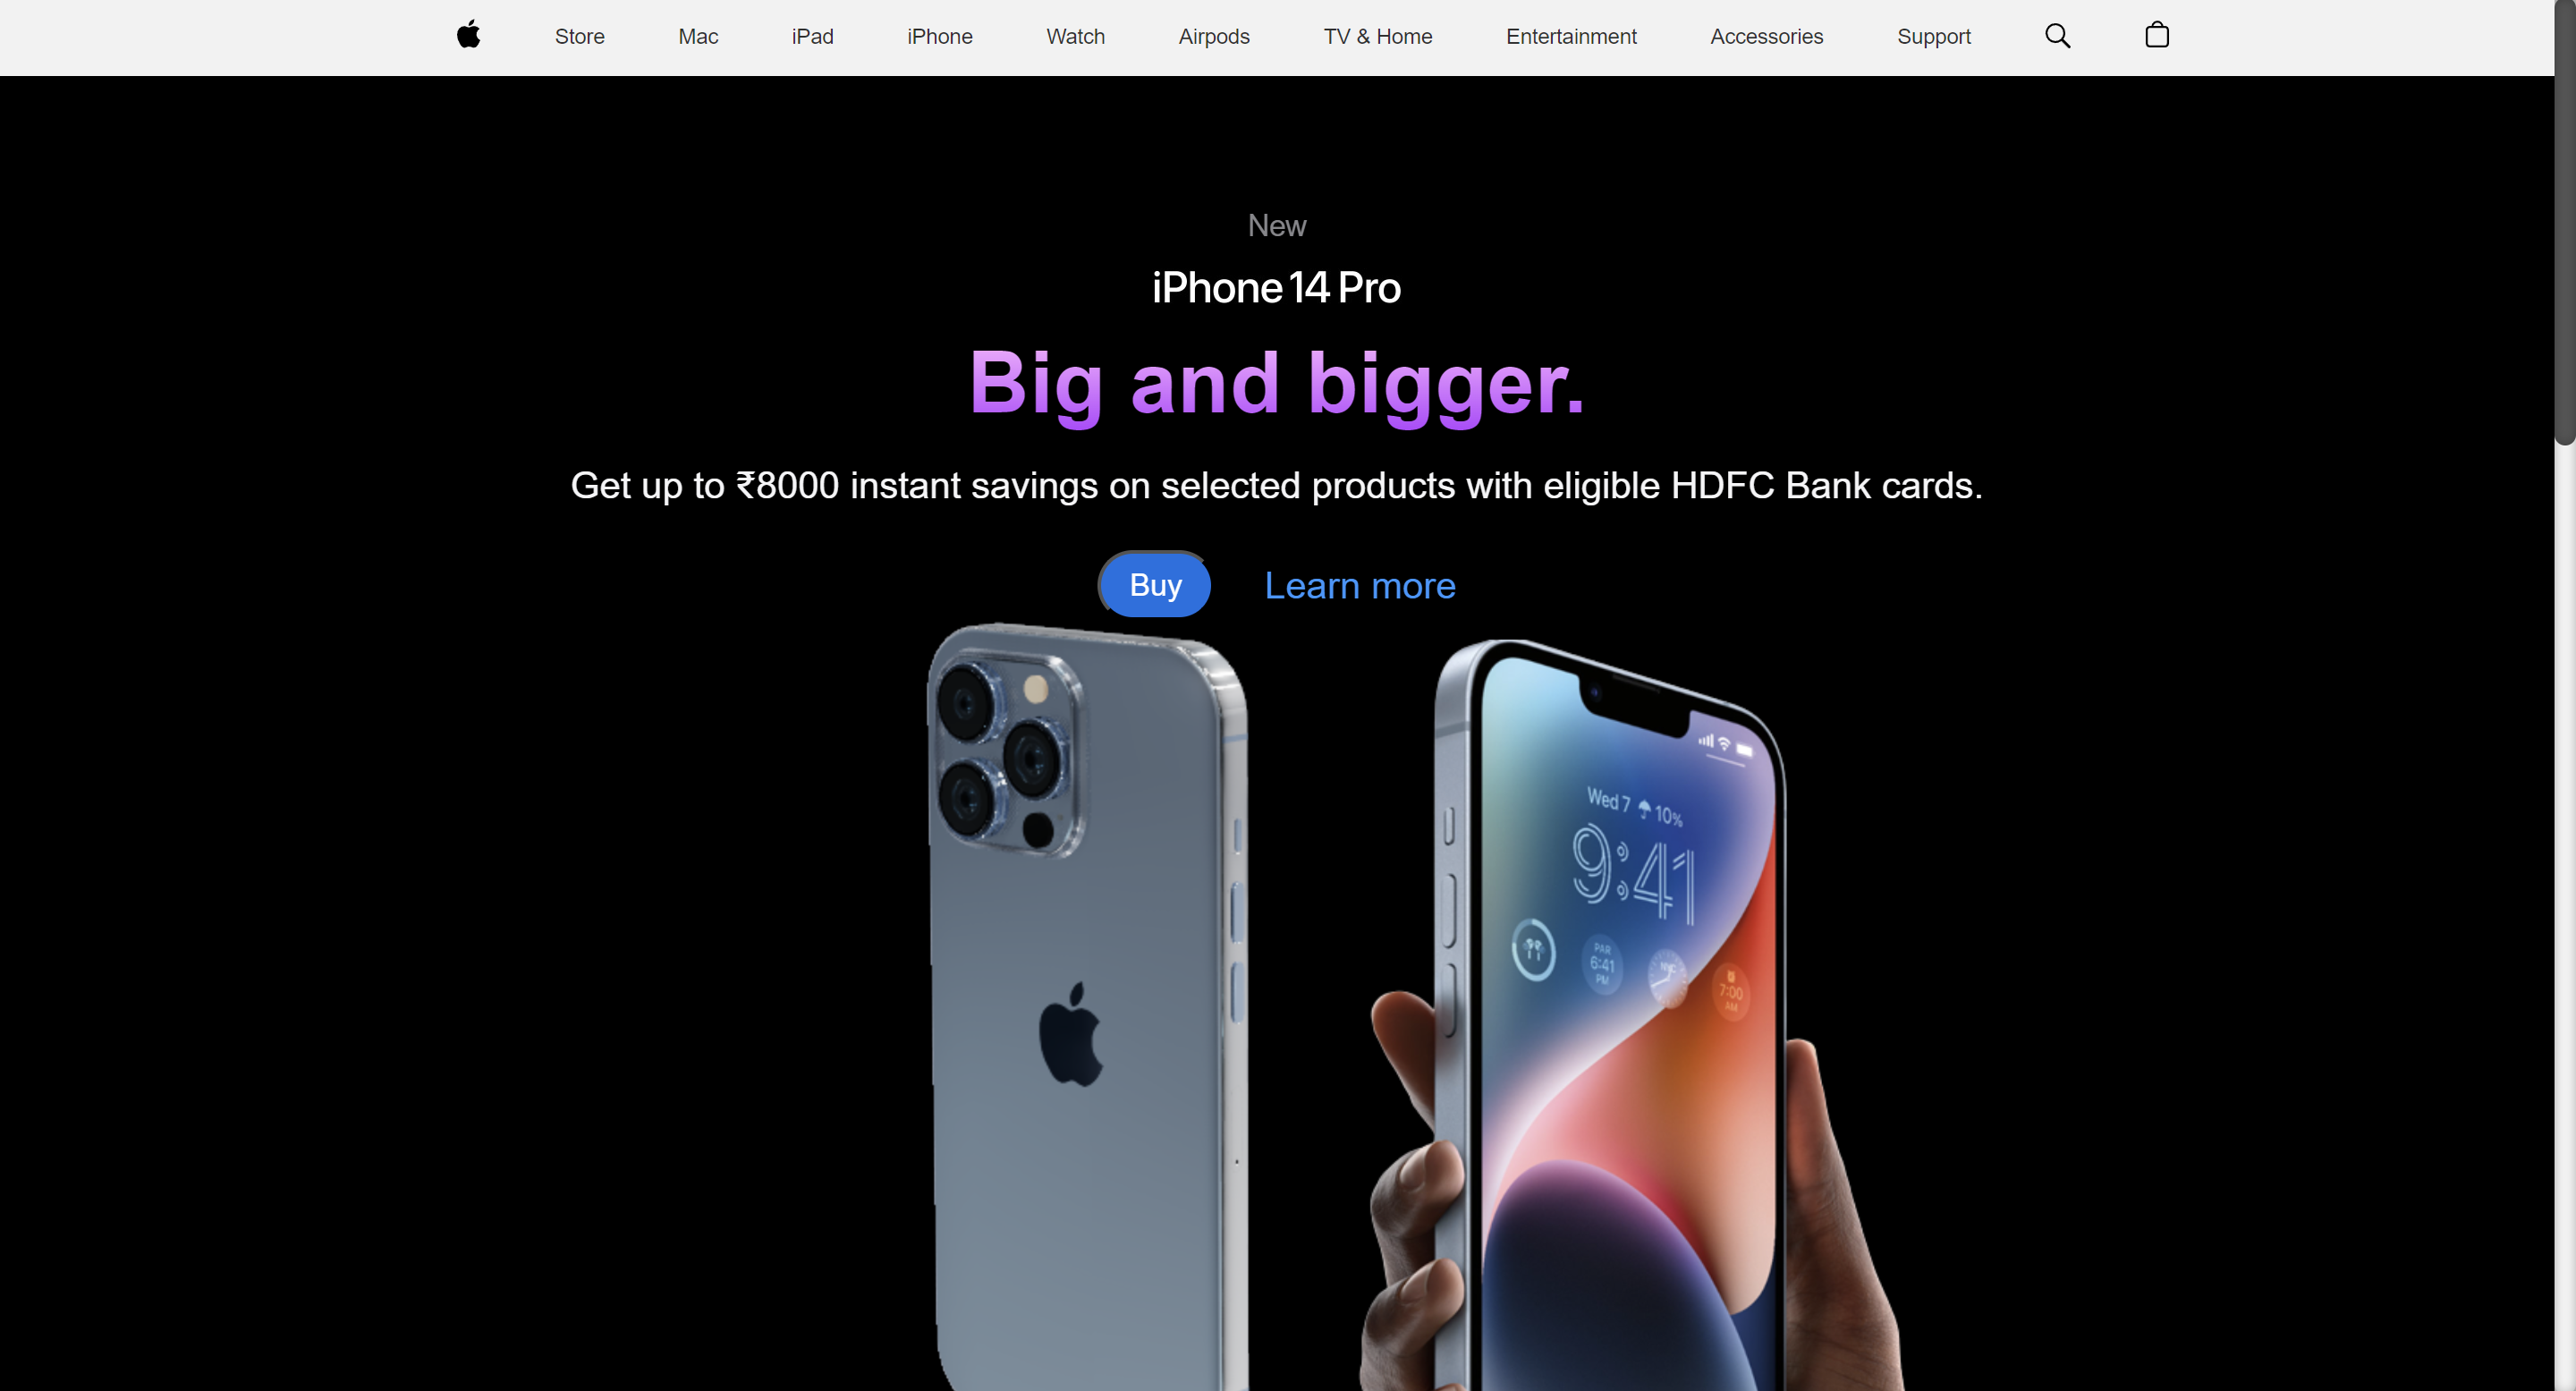 Store Mac iPad iPhone Watch Airpods TV & Home Entertainment Accessories Support
New
iPhone 14 Pro
Big and bigger.
Get up to ₹8000 instant savings on selected products with eligible HDFC Bank cards.
Buy Learn more
Wed 7 10%
9:41
PAR
6:41
PM
NYC
7:00
AM